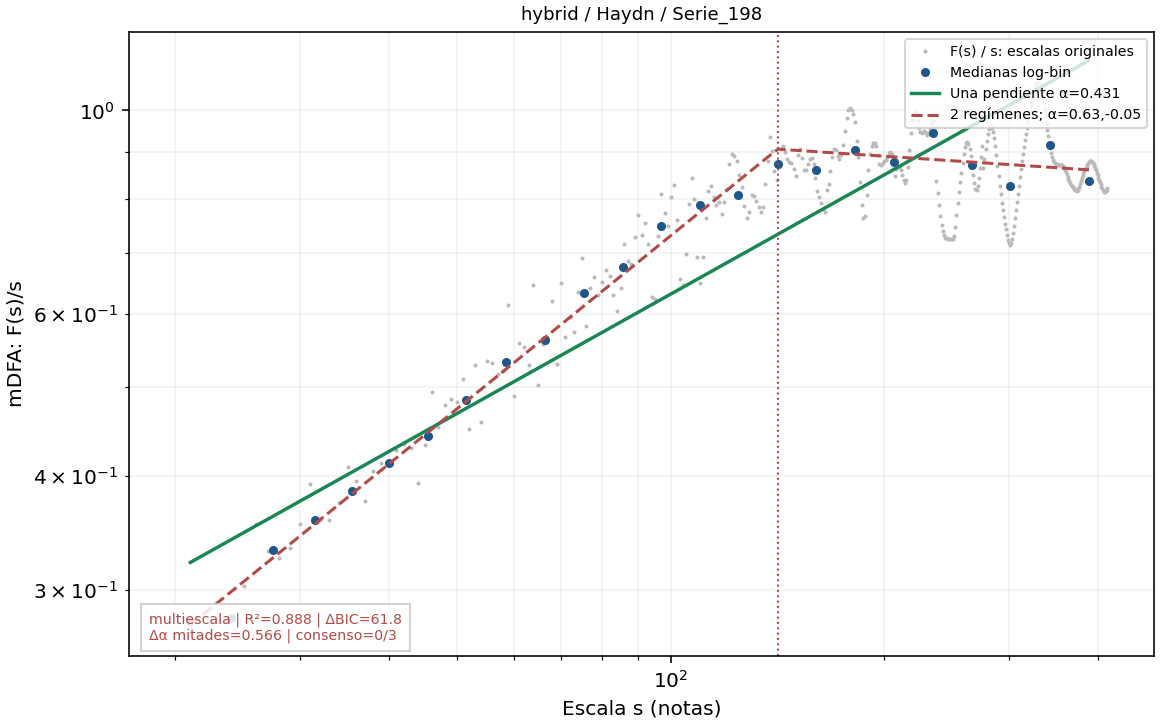 hybrid / Haydn / Serie_198
F(s) / s: escalas originales
Medianas log-bin
Una pendiente α=0.431
2 regímenes; α=0.63,-0.05
mDFA: F(s)/s
10⁰
6 × 10⁻¹
4 × 10⁻¹
3 × 10⁻¹
multiescala | R²=0.888 | ΔBIC=61.8
Δα mitades=0.566 | consenso=0/3
10²
Escala s (notas)